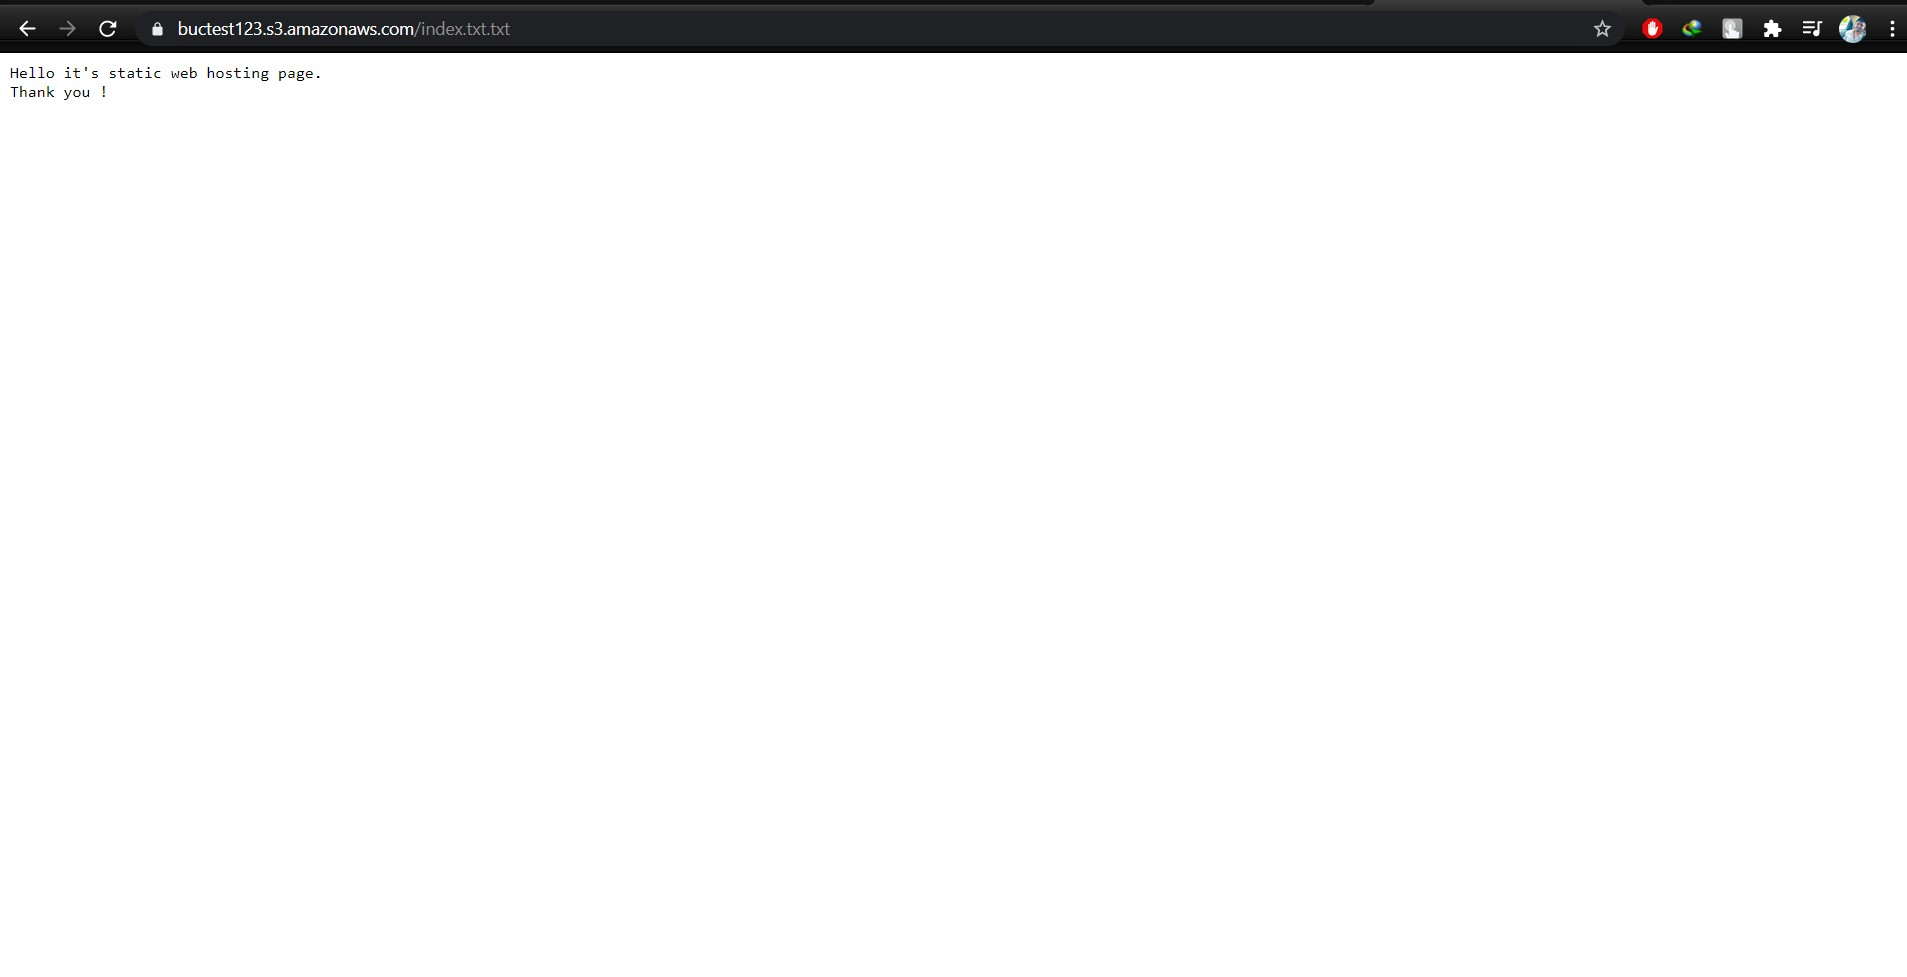 buctest123.s3.amazonaws.com/index.txt.txt
Hello it's static web hosting page.
Thank you !